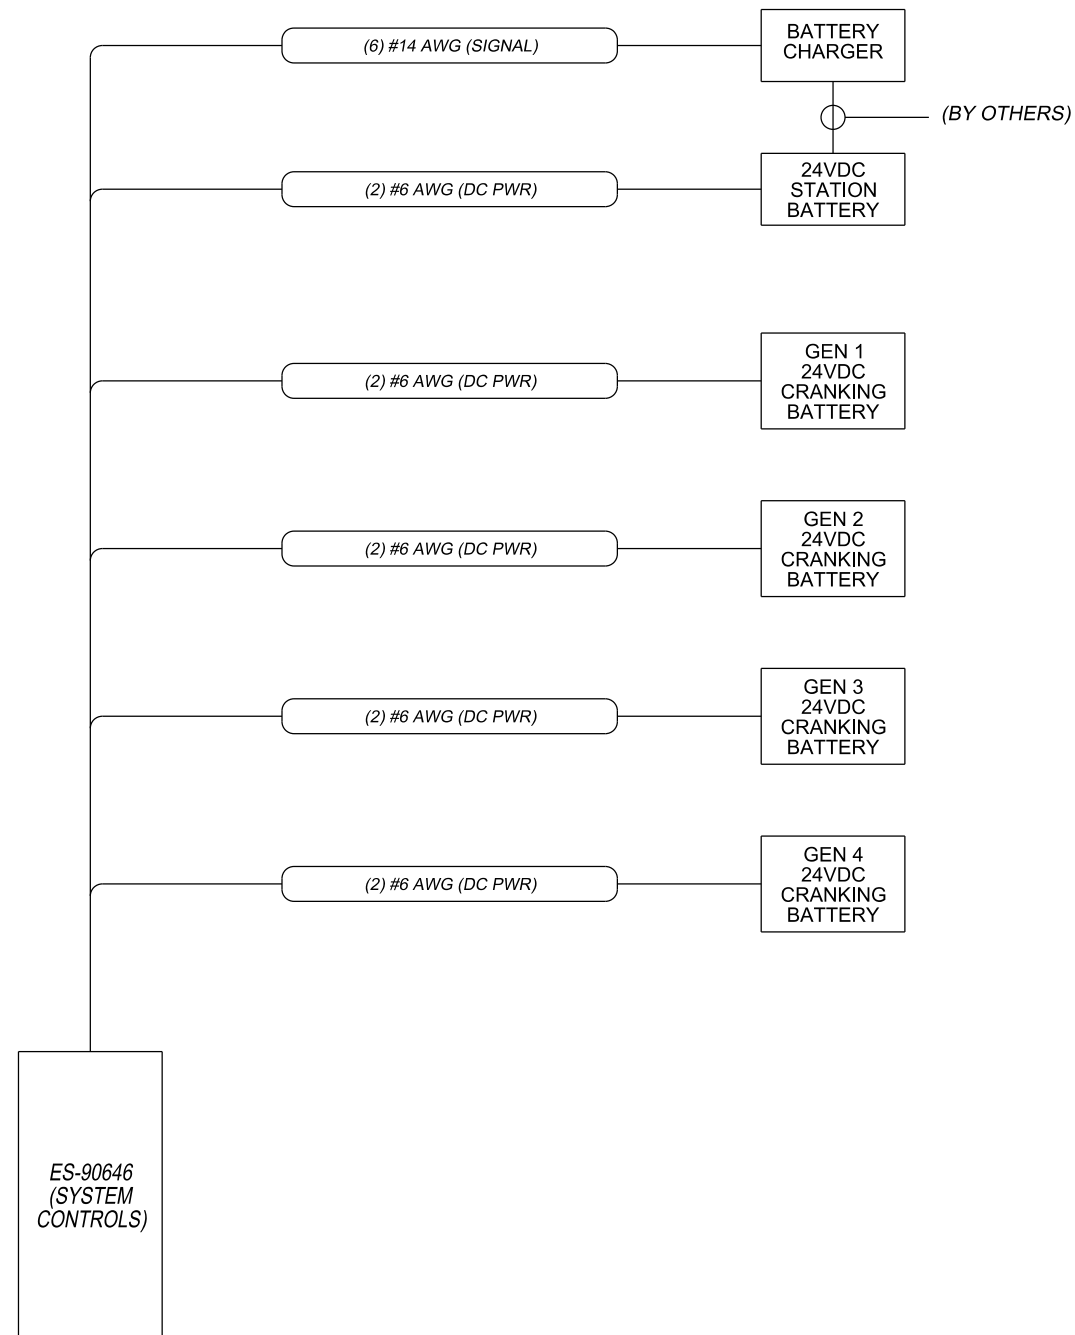 (6) #14 AWG (SIGNAL)
BATTERY
CHARGER
(BY OTHERS)
(2) #6 AWG (DC PWR)
24VDC
STATION
BATTERY
(2) #6 AWG (DC PWR)
GEN 1
24VDC
CRANKING
BATTERY
(2) #6 AWG (DC PWR)
GEN 2
24VDC
CRANKING
BATTERY
(2) #6 AWG (DC PWR)
GEN 3
24VDC
CRANKING
BATTERY
(2) #6 AWG (DC PWR)
GEN 4
24VDC
CRANKING
BATTERY
ES-90646
(SYSTEM
CONTROLS)